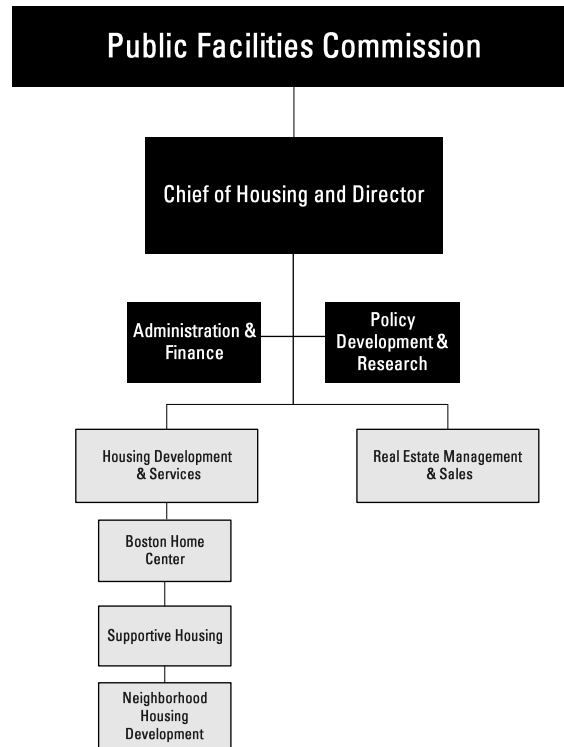 Public Facilities Commission
Chief of Housing and Director
Administration &
Finance
Policy
Development &
Research
Housing Development
& Services
Real Estate Management
& Sales
Boston Home
Center
Supportive Housing
Neighborhood
Housing
Development